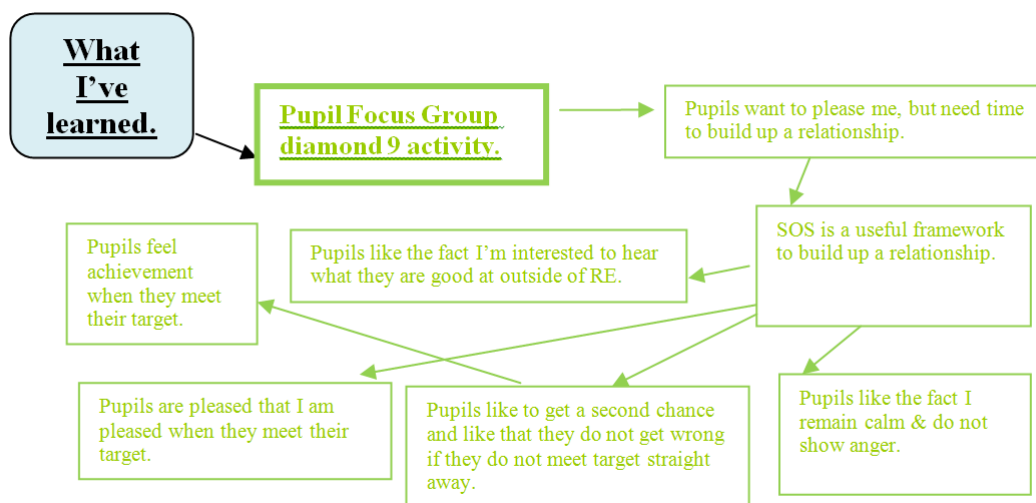 What
I've
learned.
Pupil Focus Group
diamond 9 activity.
Pupils want to please me, but need time
to build up a relationship.
SOS is a useful framework
to build up a relationship.
Pupils like the fact I'm interested to hear
what they are good at outside of RE.
Pupils feel
achievement
when they meet
their target.
Pupils are pleased that I am
pleased when they meet their
target.
Pupils like to get a second chance
and like that they do not get wrong
if they do not meet target straight
away.
Pupils like the fact I
remain calm & do not
show anger.